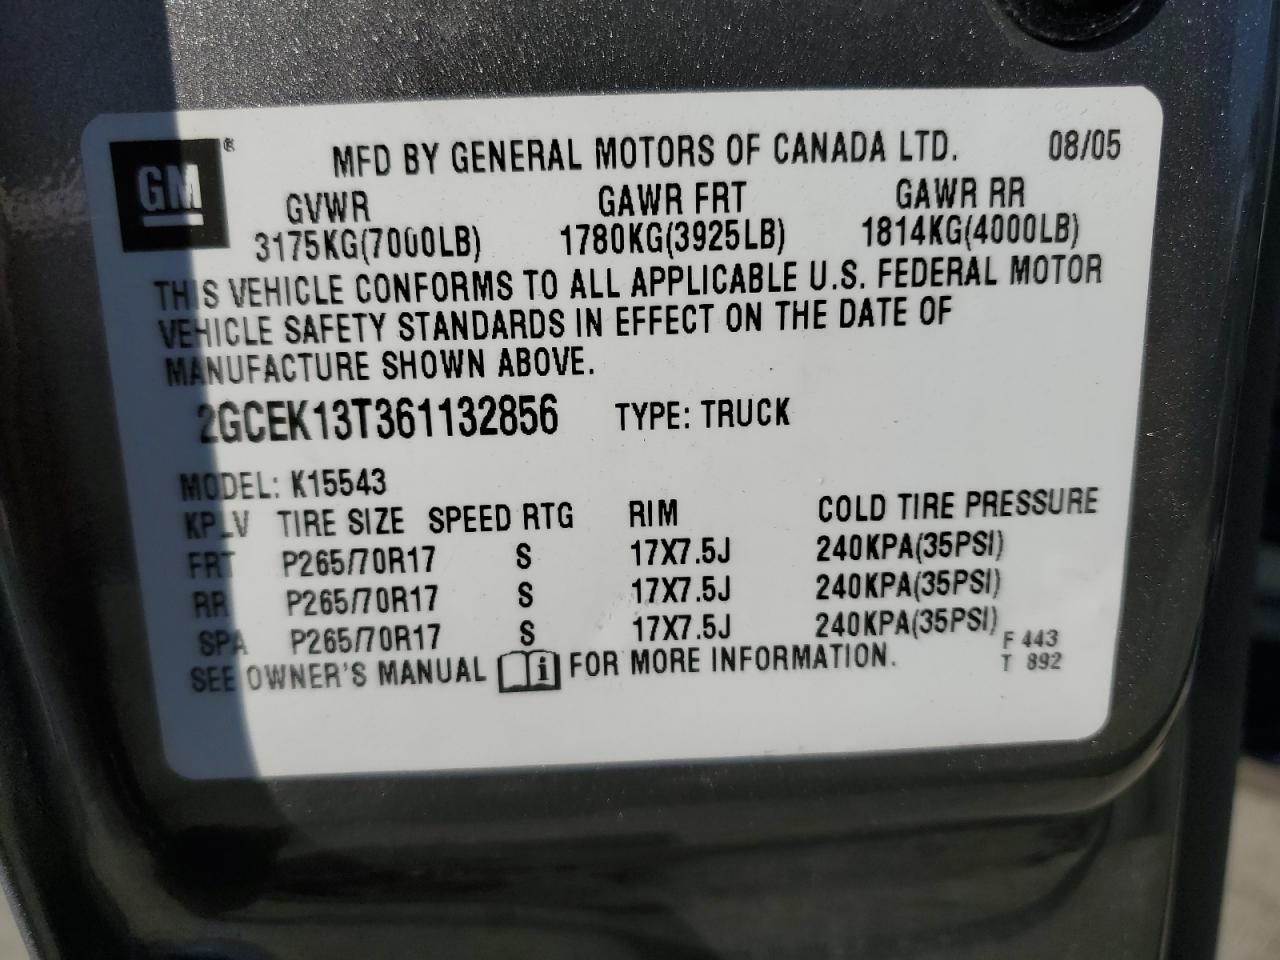 GM ®
MFD BY GENERAL MOTORS OF CANADA LTD. 08/05
GVWR GAWR FRT GAWR RR
3175KG(7000LB) 1780KG(3925LB) 1814KG(4000LB)
THIS VEHICLE CONFORMS TO ALL APPLICABLE U.S. FEDERAL MOTOR
VEHICLE SAFETY STANDARDS IN EFFECT ON THE DATE OF
MANUFACTURE SHOWN ABOVE.
2GCEK13T361132856 TYPE: TRUCK
MODEL: K15543
KPLV TIRE SIZE SPEED RTG RIM COLD TIRE PRESSURE
FRT P265/70R17 S 17X7.5J 240KPA(35PSI)
RR P265/70R17 S 17X7.5J 240KPA(35PSI)
SPA P265/70R17 S 17X7.5J 240KPA(35PSI)
SEE OWNER'S MANUAL i FOR MORE INFORMATION.
F 443
T 892